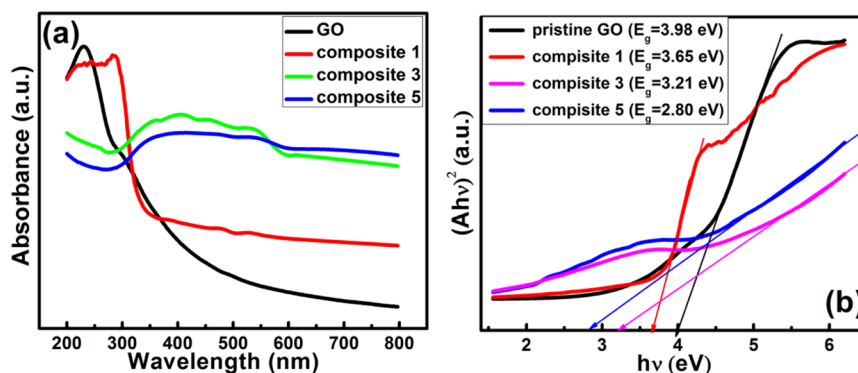 (a)
GO
composite 1
composite 3
composite 5
Absorbance (a.u.)
200 300 400 500 600 700 800
Wavelength (nm)
pristine GO (Eg=3.98 eV)
compisite 1 (Eg=3.65 eV)
compisite 3 (Eg=3.21 eV)
compisite 5 (Eg=2.80 eV)
(Ahν)² (a.u.)
(b)
2 3 4 5 6
hν (eV)